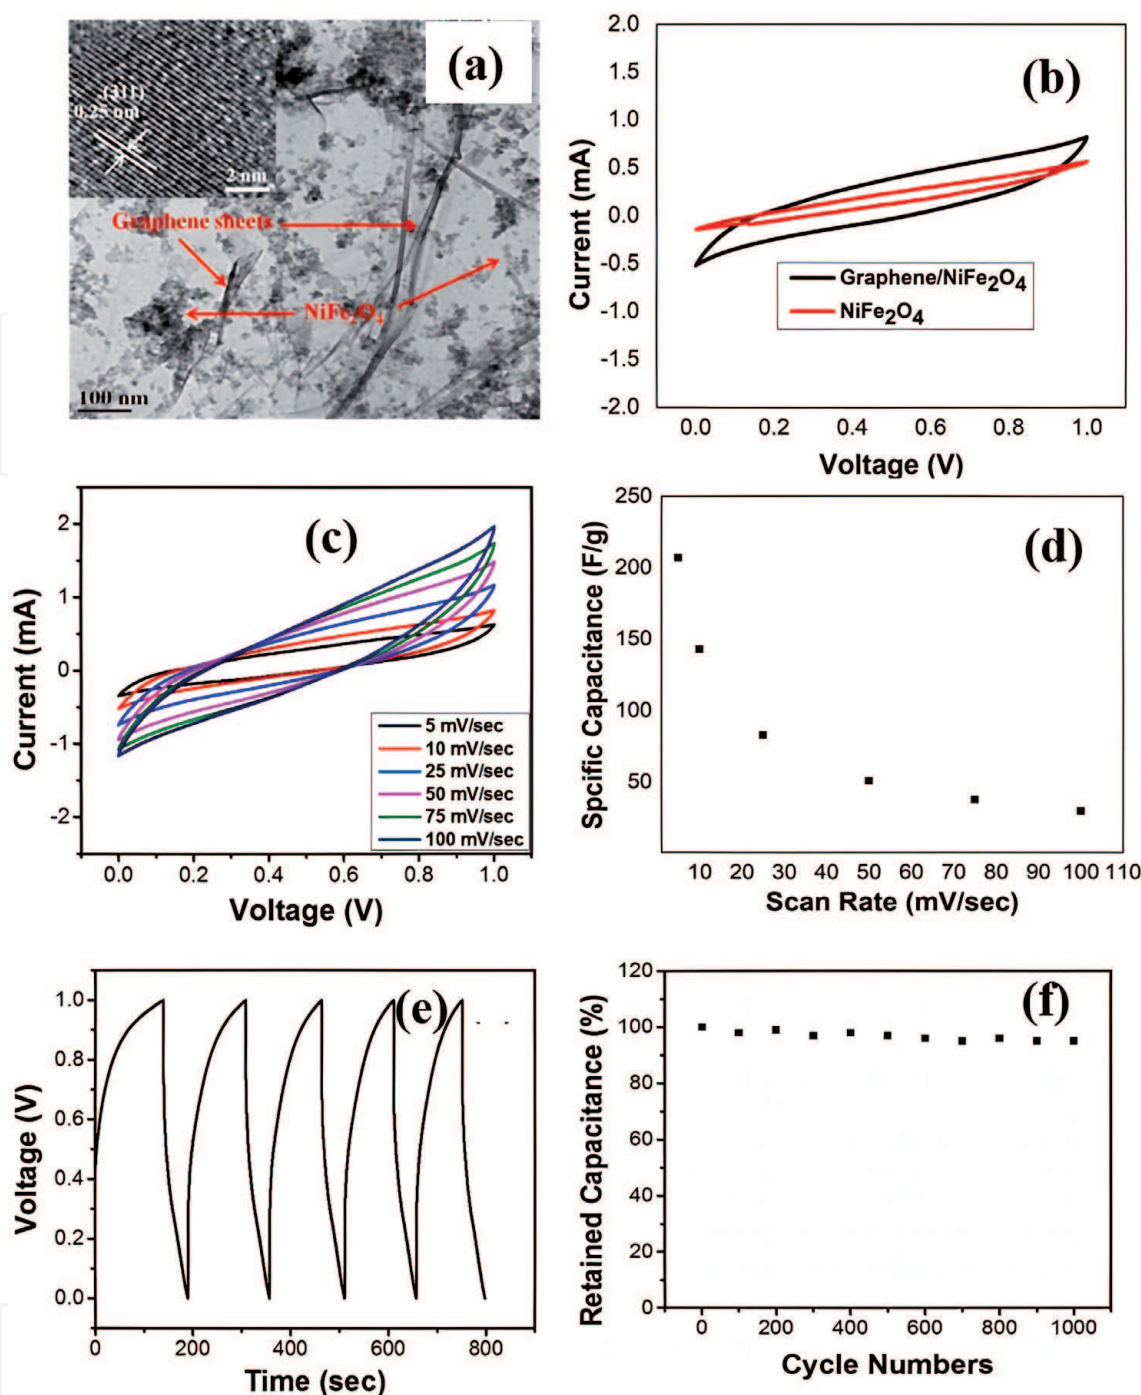 (a)
(311)
0.25 nm
2 nm
Graphene sheets
NiFe2O4
100 nm
(b)
2.0
1.5
1.0
0.5
0.0
-0.5
-1.0
-1.5
-2.0
Current (mA)
Graphene/NiFe2O4
NiFe2O4
0.0 0.2 0.4 0.6 0.8 1.0
Voltage (V)
(c)
2
1
0
-1
-2
Current (mA)
5 mV/sec
10 mV/sec
25 mV/sec
50 mV/sec
75 mV/sec
100 mV/sec
0.0 0.2 0.4 0.6 0.8 1.0
Voltage (V)
(d)
250
200
150
100
50
Spcific Capacitance (F/g)
10 20 30 40 50 60 70 80 90 100 110
Scan Rate (mV/sec)
(e)
1.0
0.8
0.6
0.4
0.2
0.0
Voltage (V)
0 200 400 600 800
Time (sec)
(f)
120
100
80
60
40
20
0
Retained Capacitance (%)
0 200 400 600 800 1000
Cycle Numbers